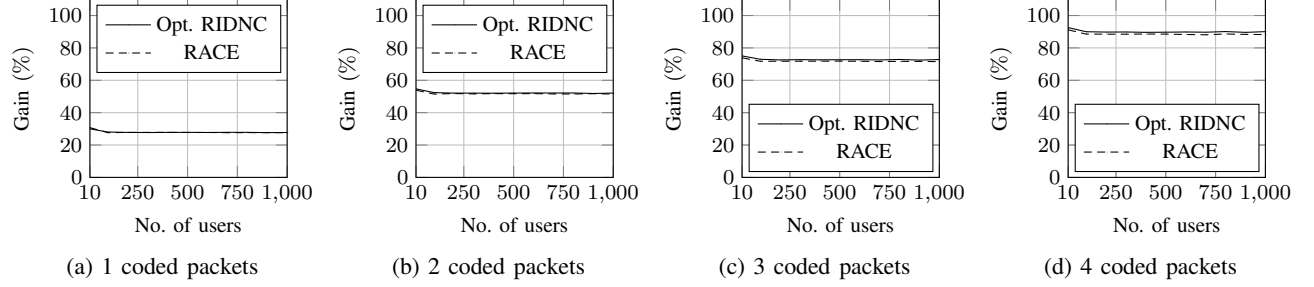 100
80
60
40
20
0
Gain (%)
Opt. RIDNC
RACE
10 250 500 750 1,000
No. of users
(a) 1 coded packets
100
80
60
40
20
0
Gain (%)
Opt. RIDNC
RACE
10 250 500 750 1,000
No. of users
(b) 2 coded packets
100
80
60
40
20
0
Gain (%)
Opt. RIDNC
RACE
10 250 500 750 1,000
No. of users
(c) 3 coded packets
100
80
60
40
20
0
Gain (%)
Opt. RIDNC
RACE
10 250 500 750 1,000
No. of users
(d) 4 coded packets